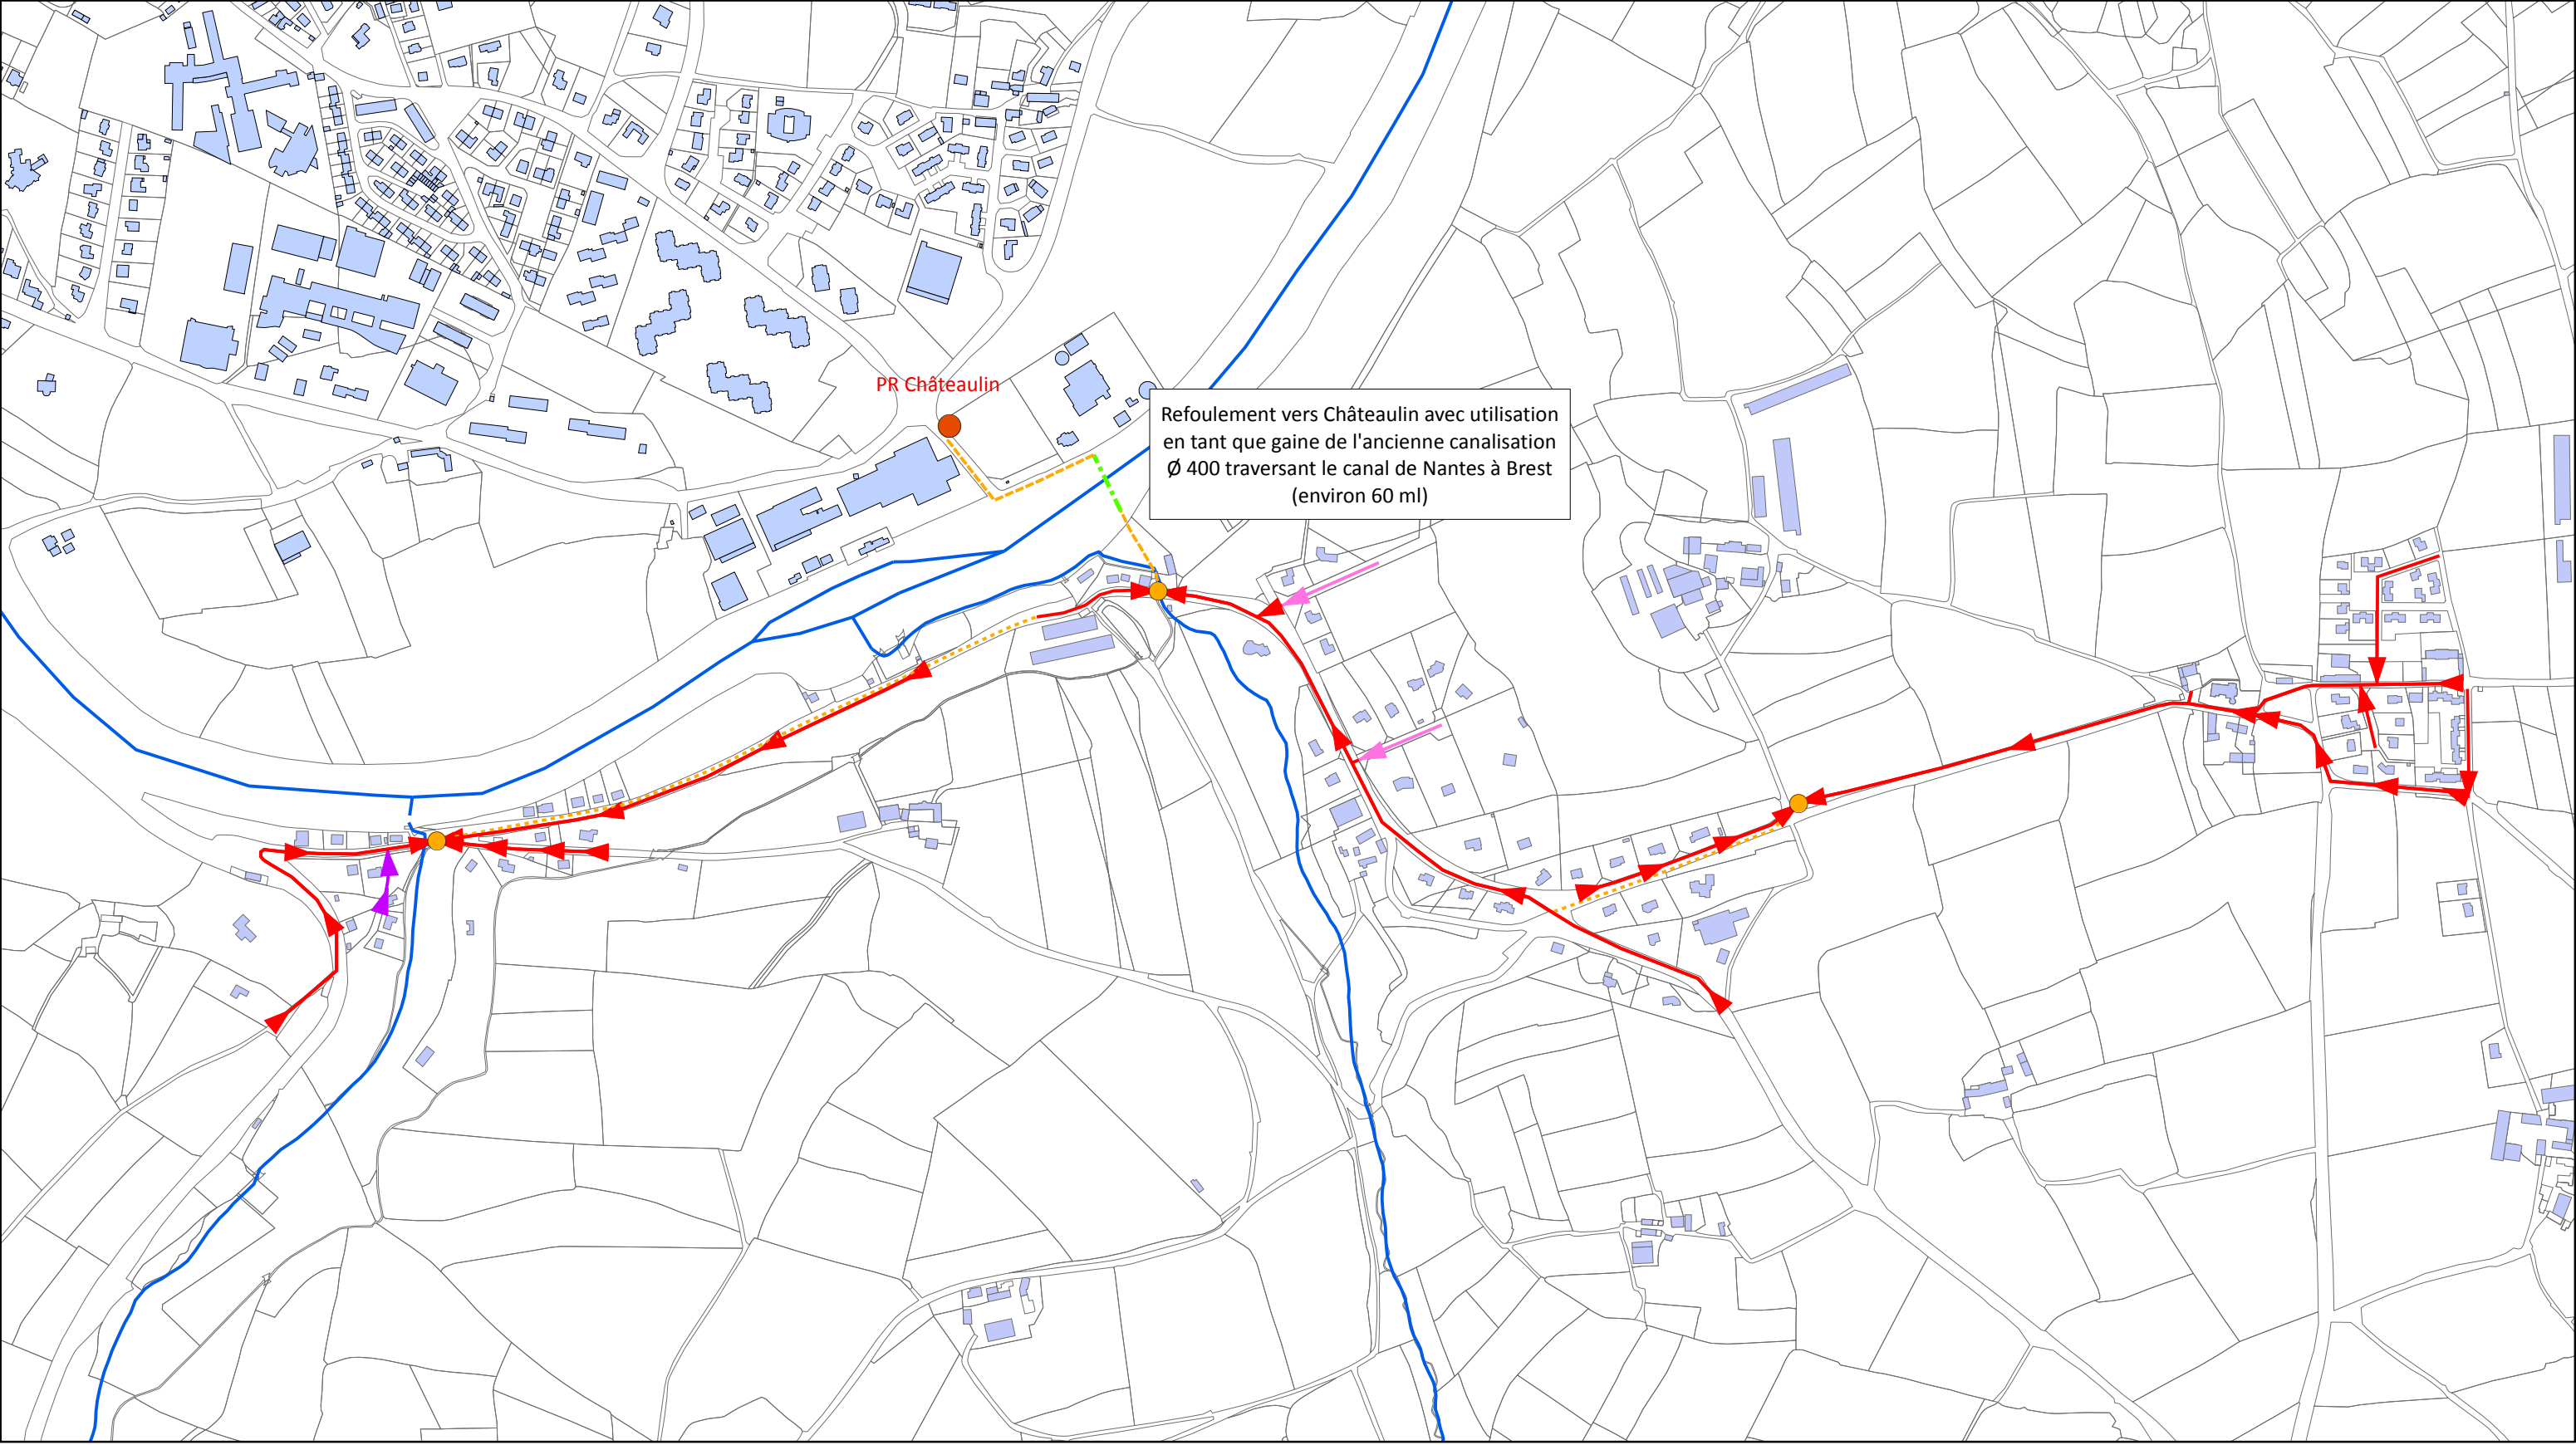 PR Châteaulin
Refoulement vers Châteaulin avec utilisation
en tant que gaine de l'ancienne canalisation
Ø 400 traversant le canal de Nantes à Brest
(environ 60 ml)